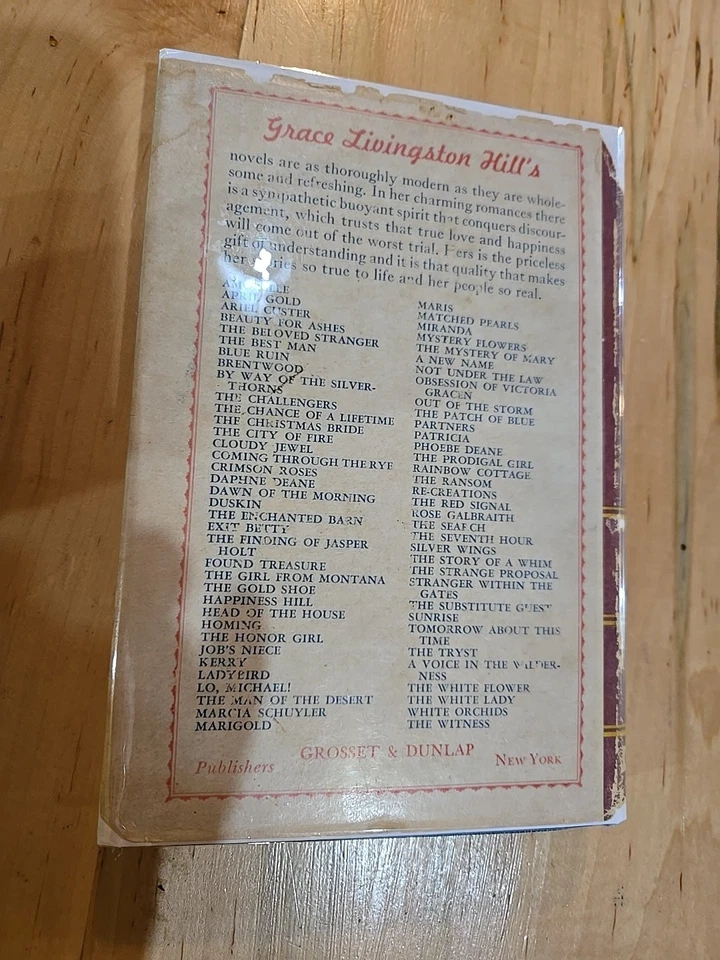 Grace Livingston Hill's
novels are as thoroughly modern as they are whole-
some and refreshing. In her charming romances there
is a sympathetic buoyant spirit that conquers discour-
agement, which trusts that true love and happiness
will come out of the worst trial. Hers is the priceless
gift of understanding and it is that quality that makes
her stories so true to life and her people so real.
APRIL GOLD
ARIEL CUSTER
BEAUTY FOR ASHES
THE BELOVED STRANGER
THE BEST MAN
BLUE RUIN
BRENTWOOD
BY WAY OF THE SILVER-
THORNS
THE CHALLENGERS
THE CHANCE OF A LIFETIME
THE CHRISTMAS BRIDE
THE CITY OF FIRE
CLOUDY JEWEL
COMING THROUGH THE RYE
CRIMSON ROSES
DAPHNE DEANE
DAWN OF THE MORNING
DUSKIN
THE ENCHANTED BARN
EXIT BETTY
THE FINDING OF JASPER
HOLT
FOUND TREASURE
THE GIRL FROM MONTANA
THE GOLD SHOE
HAPPINESS HILL
HEAD OF THE HOUSE
HOMING
THE HONOR GIRL
JOB'S NIECE
KERRY
LADYBIRD
LO, MICHAEL!
THE MAN OF THE DESERT
MARCIA SCHUYLER
MARIGOLD
MARIS
MATCHED PEARLS
MIRANDA
MYSTERY FLOWERS
THE MYSTERY OF MARY
A NEW NAME
NOT UNDER THE LAW
OBSESSION OF VICTORIA
GRACEN
OUT OF THE STORM
THE PATCH OF BLUE
PARTNERS
PATRICIA
PHOEBE DEANE
THE PRODIGAL GIRL
RAINBOW COTTAGE
THE RANSOM
RE-CREATIONS
THE RED SIGNAL
ROSE GALBRAITH
THE SEARCH
THE SEVENTH HOUR
SILVER WINGS
THE STORY OF A WHIM
THE STRANGE PROPOSAL
STRANGER WITHIN THE
GATES
THE SUBSTITUTE GUEST
SUNRISE
TOMORROW ABOUT THIS
TIME
THE TRYST
A VOICE IN THE WILDER-
NESS
THE WHITE FLOWER
THE WHITE LADY
WHITE ORCHIDS
THE WITNESS
Publishers GROSSET & DUNLAP NEW YORK